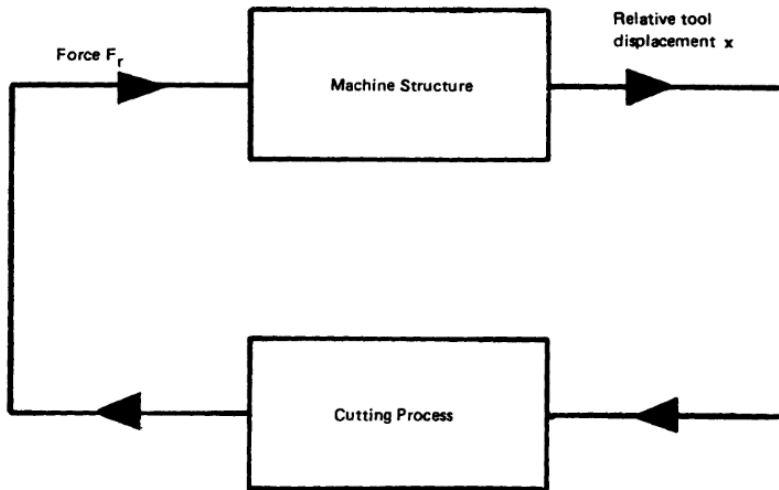 Force F_r
Machine Structure
Relative tool
displacement x
Cutting Process